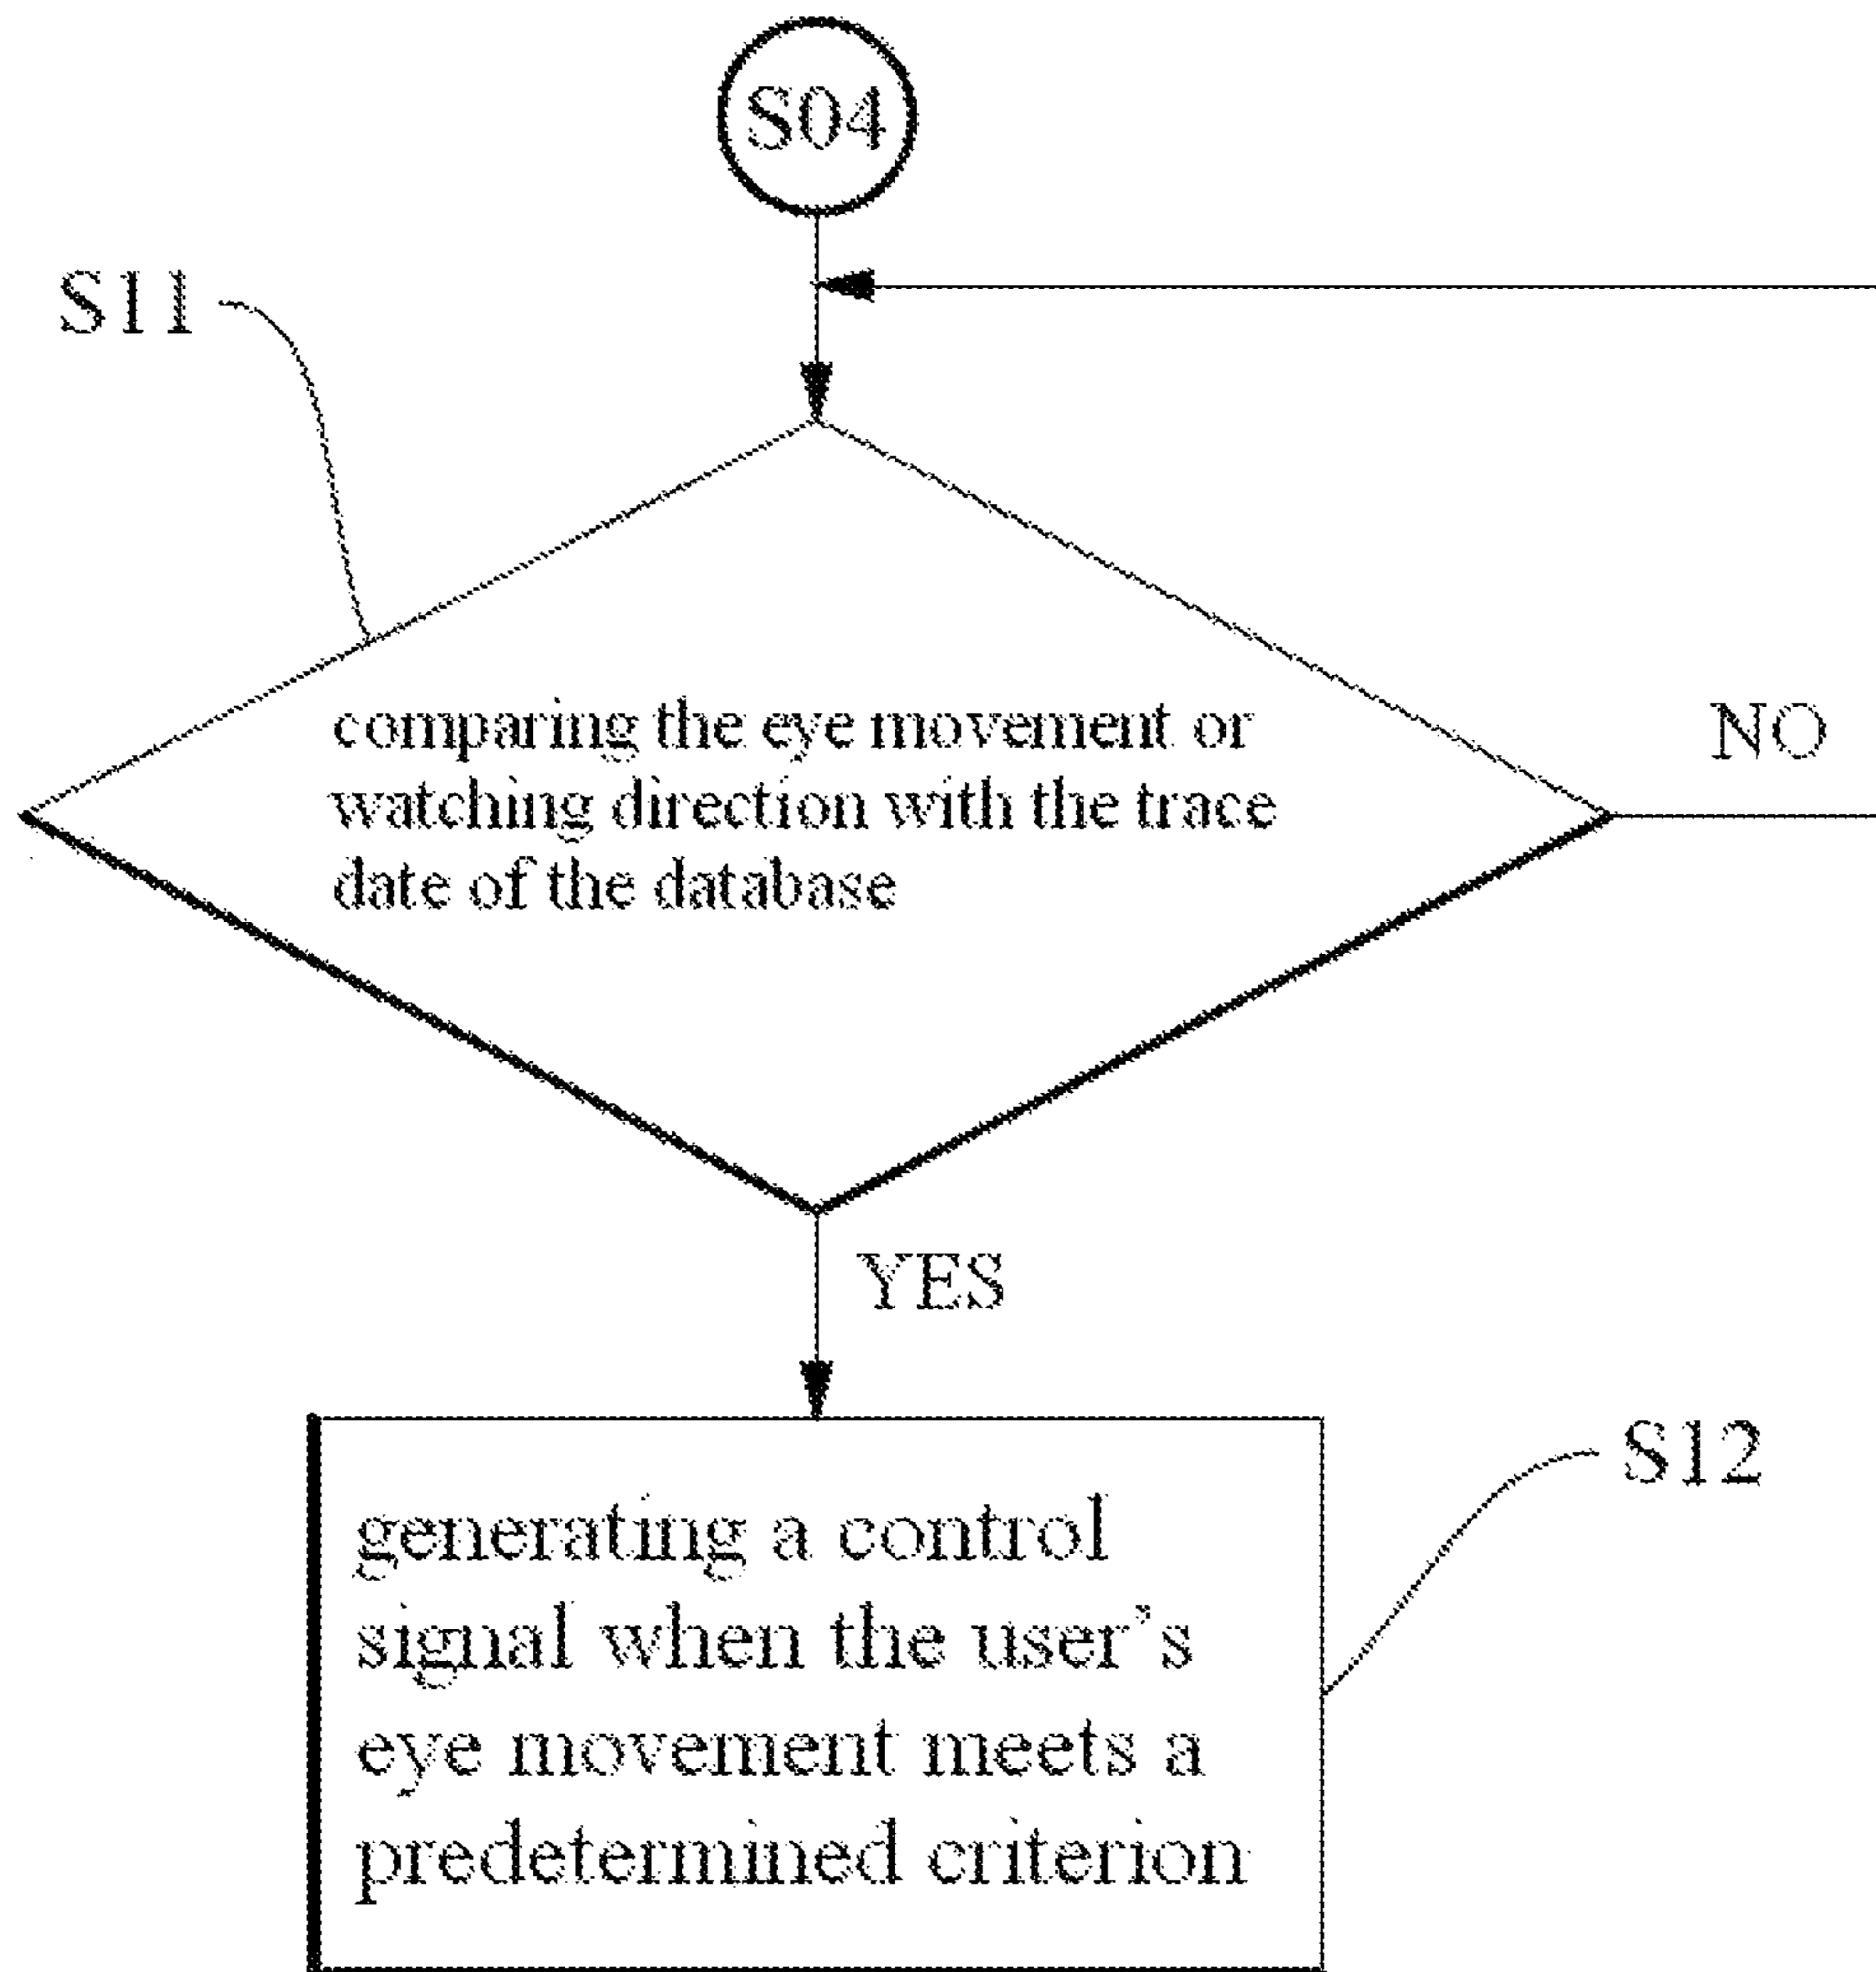 S04
S11
comparing the eye movement or
watching direction with the trace
date of the database
NO
YES
S12
generating a control
signal when the user’s
eye movement meets a
predetermined criterion